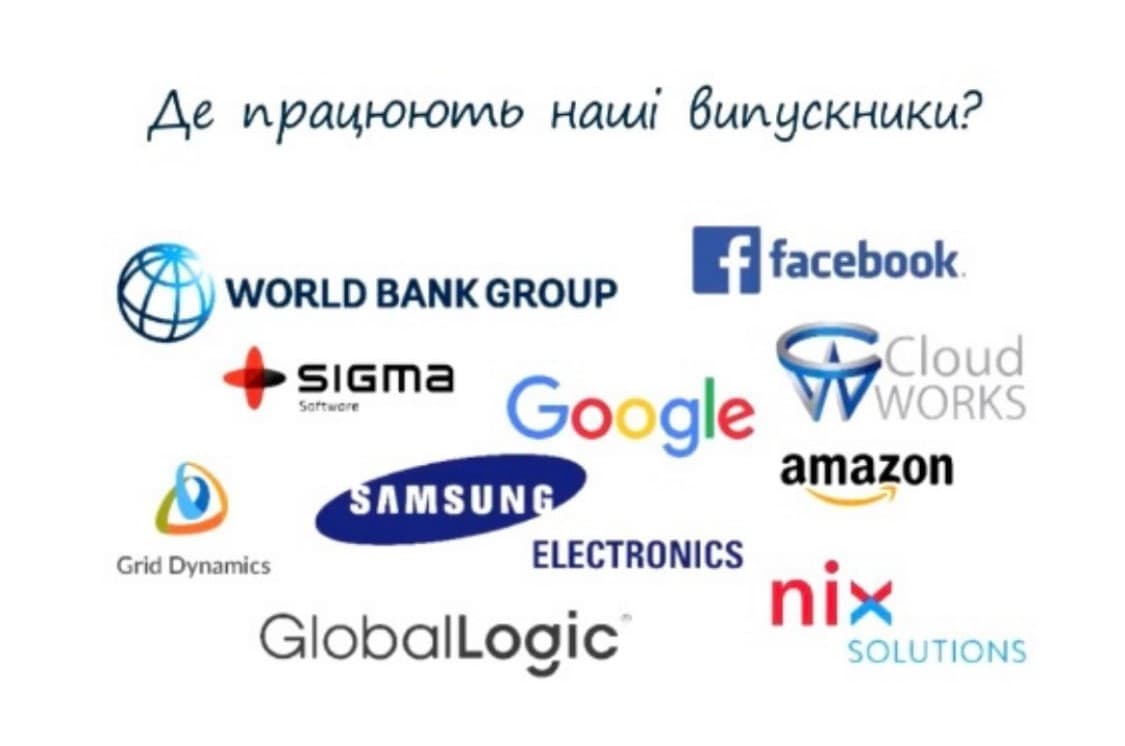 Де працюють наші випускники?
WORLD BANK GROUP
facebook.
sigma
Software
Google
Cloud
WORKS
SAMSUNG
ELECTRONICS
amazon
Grid Dynamics
GlobalLogic®
nix
SOLUTIONS